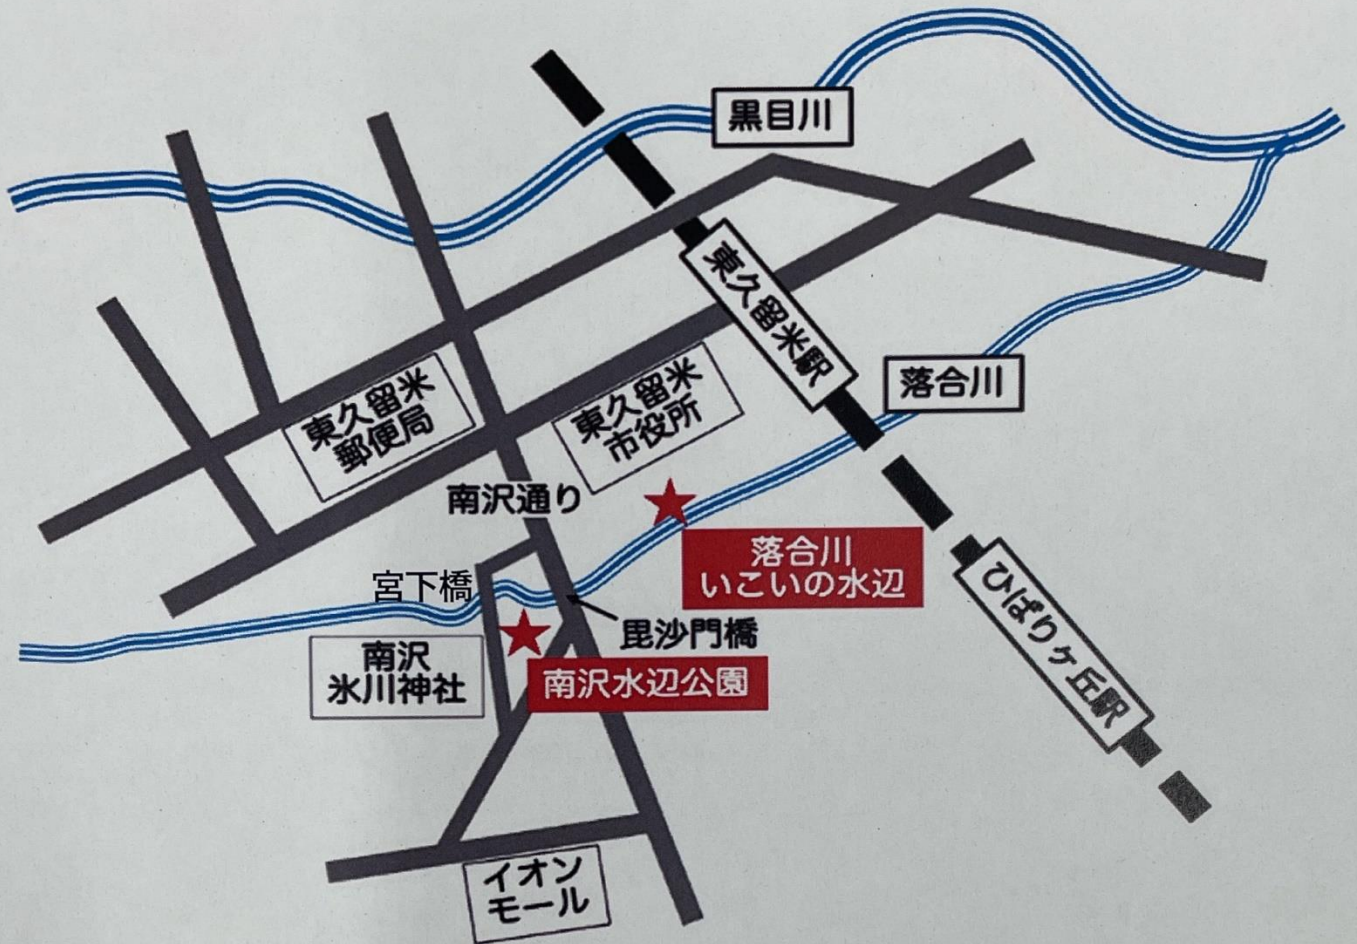 黒目川
東久留米駅
落合川
東久留米
郵便局
東久留米
市役所
南沢通り
落合川
いこいの水辺
宮下橋
毘沙門橋
ひばりヶ丘駅
南沢
氷川神社
南沢水辺公園
イオン
モール